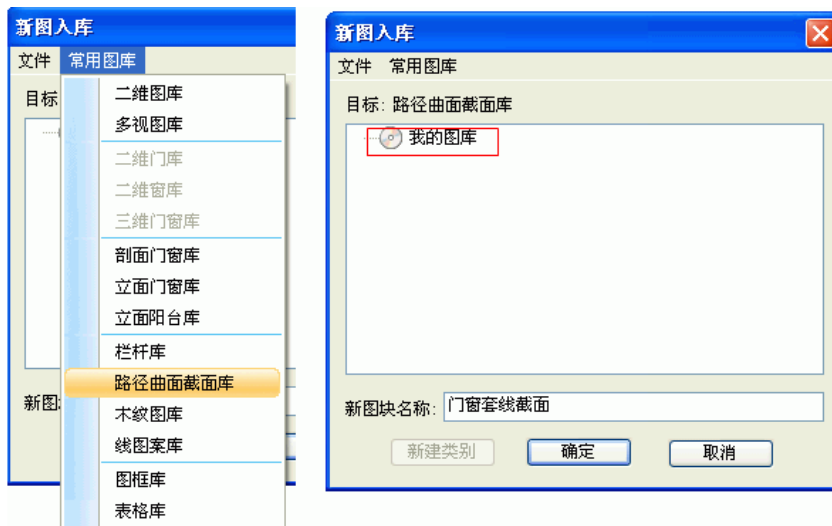 新图入库
文件 常用图库
目标
二维图库
多视图库
二维门库
二维窗库
三维门窗库
剖面门窗库
立面门窗库
立面阳台库
栏杆库
路径曲面截面库
新图
木纹图库
线图案库
图框库
表格库
新图入库
文件 常用图库
目标: 路径曲面截面库
我的图库
新图块名称: 门窗套线截面
新建类别 确定 取消